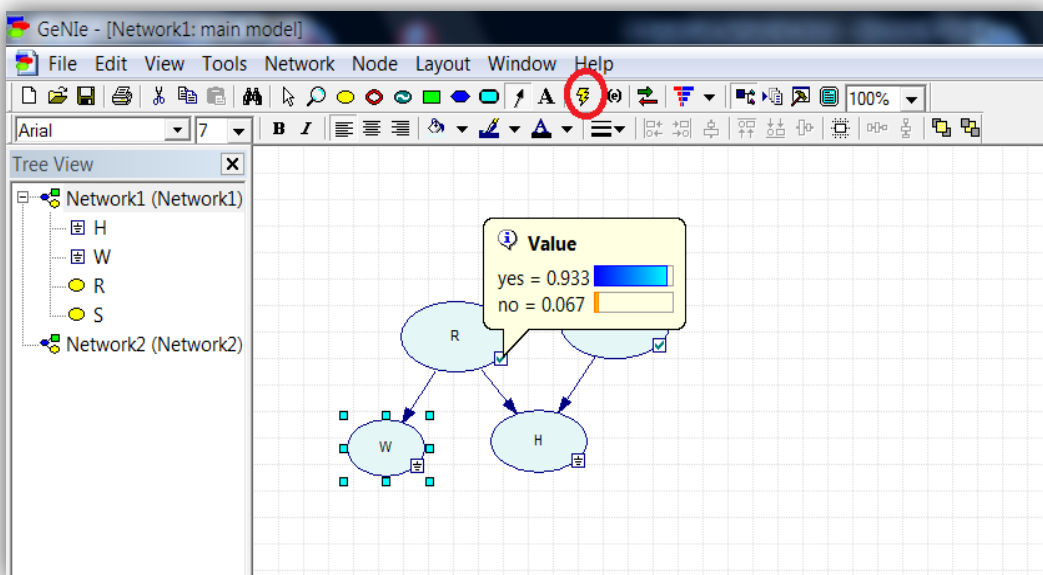 GeNIe - [Network1: main model]
File Edit View Tools Network Node Layout Window Help
A (e) 100%
Arial 7 B I A
Tree View
Network1 (Network1)
H
W
R
S
Network2 (Network2)
Value
yes = 0.933
no = 0.067
R
W
H